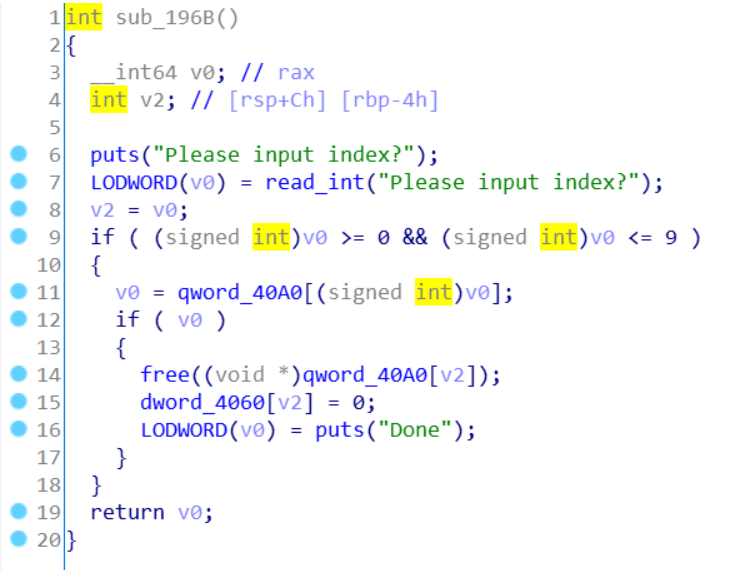 1 int sub_196B()
2 {
3 __int64 v0; // rax
4 int v2; // [rsp+Ch] [rbp-4h]
5
6 puts("Please input index?");
7 LODWORD(v0) = read_int("Please input index?");
8 v2 = v0;
9 if ( (signed int)v0 >= 0 && (signed int)v0 <= 9 )
10 {
11 v0 = qword_40A0[(signed int)v0];
12 if ( v0 )
13 {
14 free((void *)qword_40A0[v2]);
15 dword_4060[v2] = 0;
16 LODWORD(v0) = puts("Done");
17 }
18 }
19 return v0;
20 }